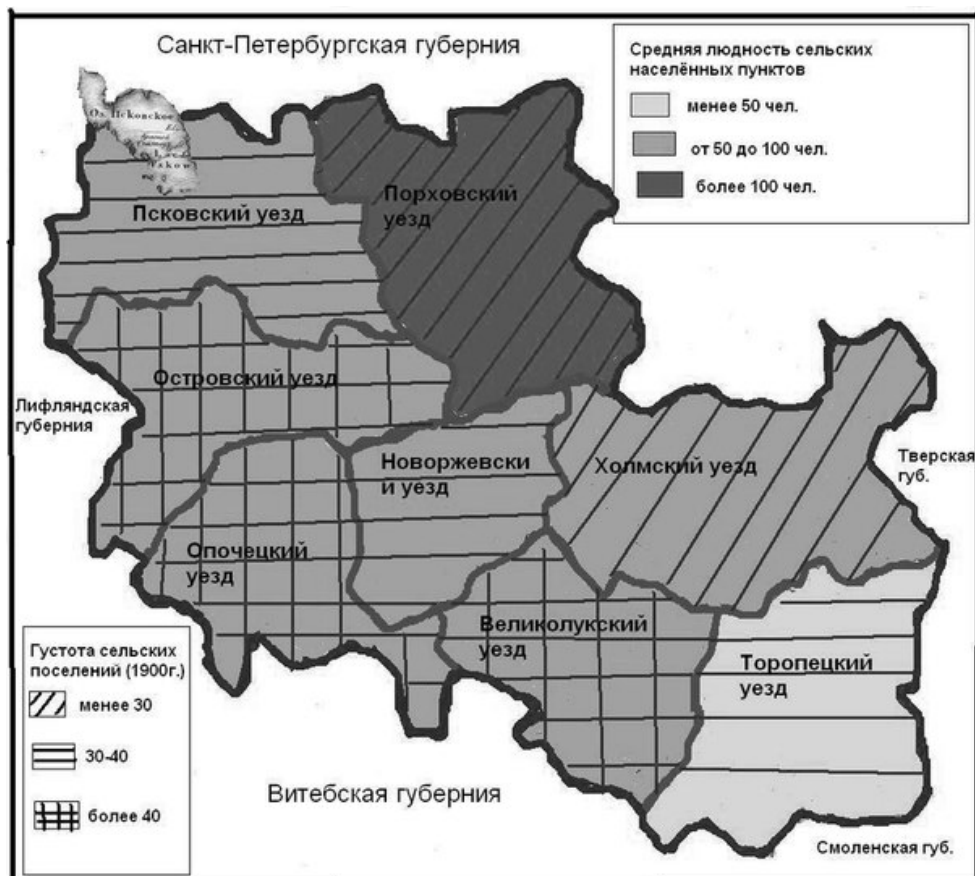 Санкт-Петербургская губерния
Средняя людность сельских
населённых пунктов
менее 50 чел.
от 50 до 100 чел.
более 100 чел.
Оз. Псковское
Псковский уезд
Порховский
уезд
Островский уезд
Лифляндская
губерния
Новоржевски
и уезд
Холмский уезд
Тверская
губ.
Опочецкий
уезд
Великолукский
уезд
Торопецкий
уезд
Густота сельских
поселений (1900г.)
менее 30
30-40
более 40
Витебская губерния
Смоленская губ.